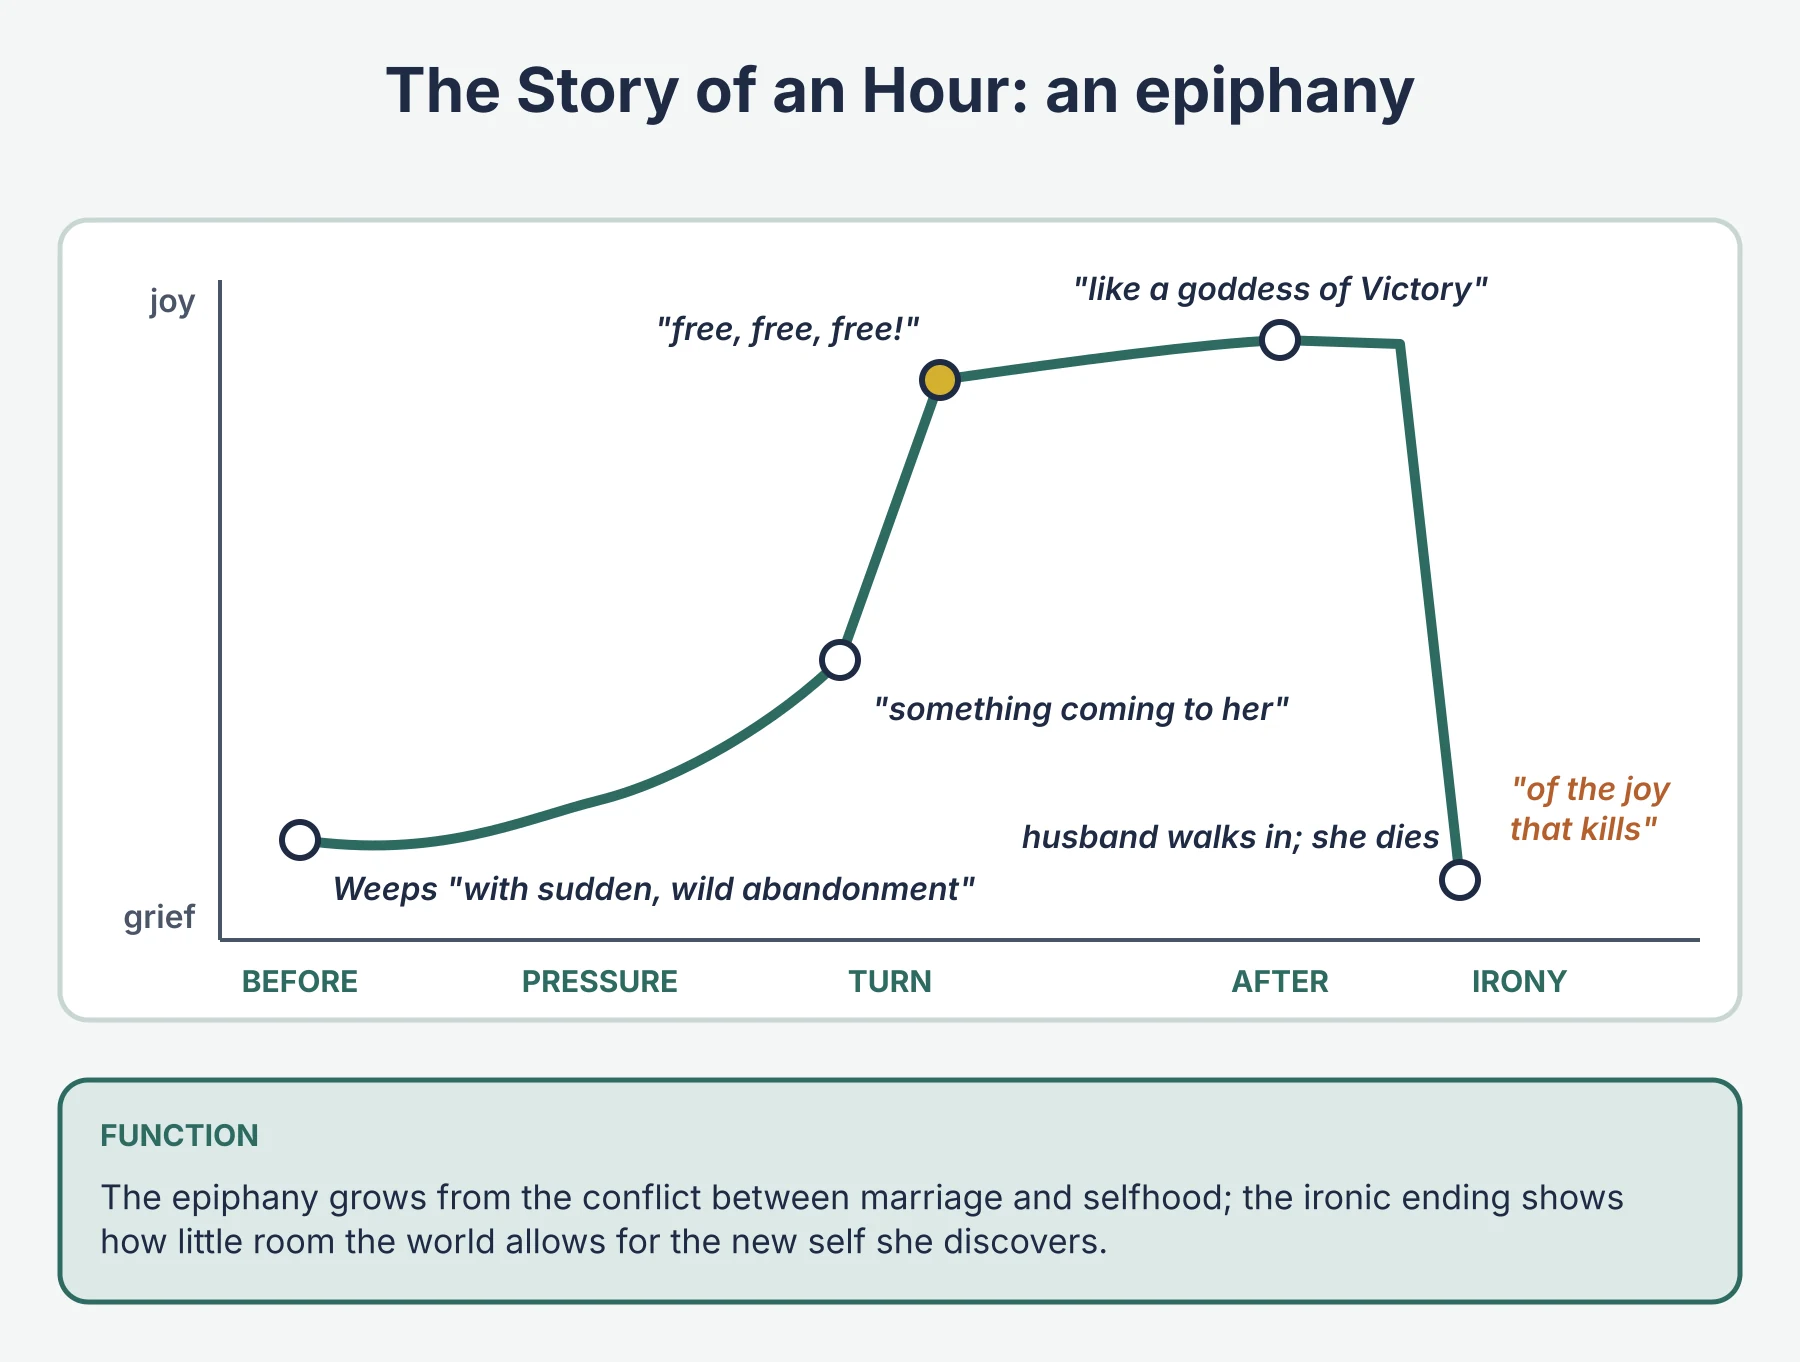 The Story of an Hour: an epiphany
joy
"like a goddess of Victory"
"free, free, free!"
"something coming to her"
"of the joy
that kills"
husband walks in; she dies
Weeps "with sudden, wild abandonment"
grief
BEFORE
PRESSURE
TURN
AFTER
IRONY
FUNCTION
The epiphany grows from the conflict between marriage and selfhood; the ironic ending shows
how little room the world allows for the new self she discovers.